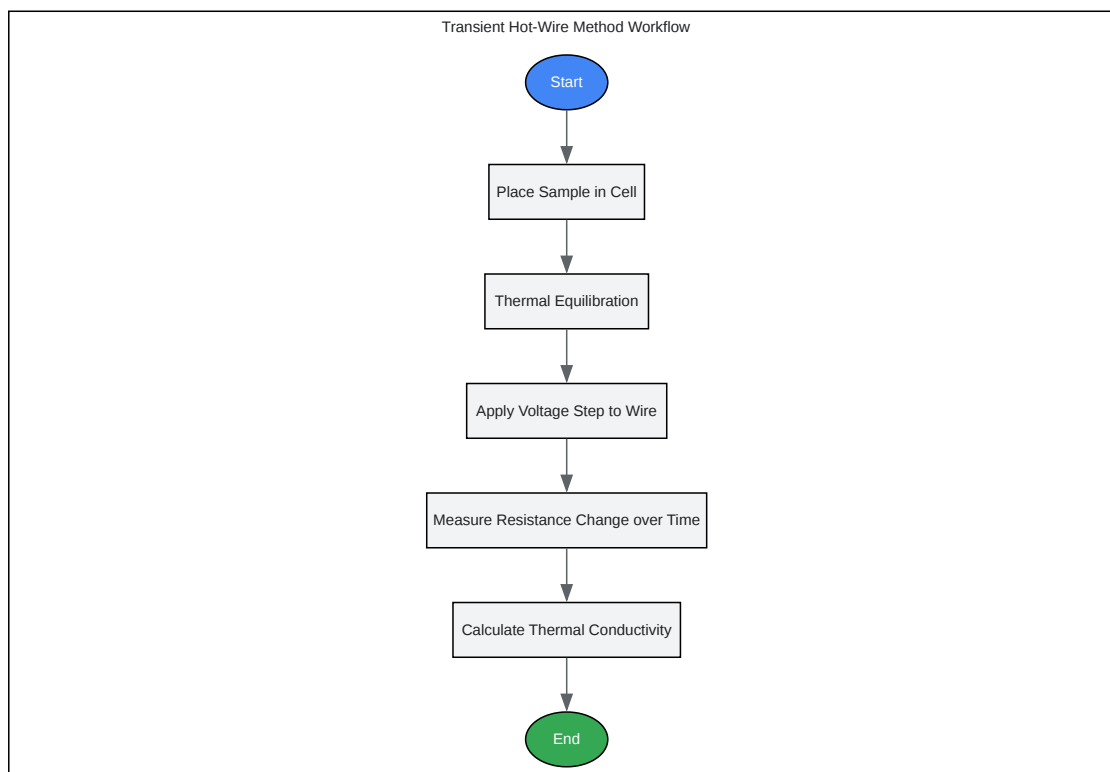 Transient Hot-Wire Method Workflow
Start
Place Sample in Cell
Thermal Equilibration
Apply Voltage Step to Wire
Measure Resistance Change over Time
Calculate Thermal Conductivity
End